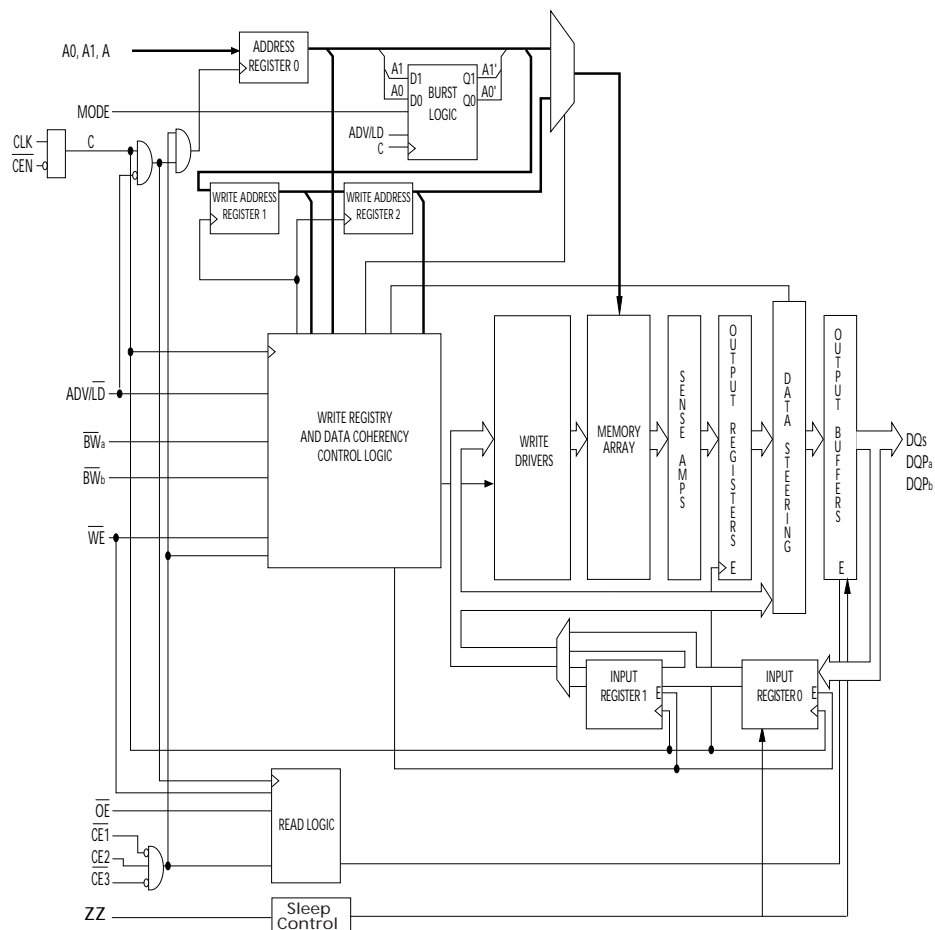 A0, A1, A
ADDRESS
REGISTER 0
A1
A0
D1
D0
BURST
LOGIC
Q1
Q0
A1'
A0'
MODE
ADV/LD
C
CLK
CEN
C
WRITE ADDRESS
REGISTER 1
WRITE ADDRESS
REGISTER 2
ADV/LD
BWa
BWb
WE
WRITE REGISTRY
AND DATA COHERENCY
CONTROL LOGIC
WRITE
DRIVERS
MEMORY
ARRAY
SENSE AMPS
OUTPUT REGISTERS
E
DATA STEERING
OUTPUT BUFFERS
E
DQs
DQPa
DQPb
INPUT
REGISTER 1
E
INPUT
REGISTER 0
E
OE
CE1
CE2
CE3
READ LOGIC
ZZ
Sleep
Control